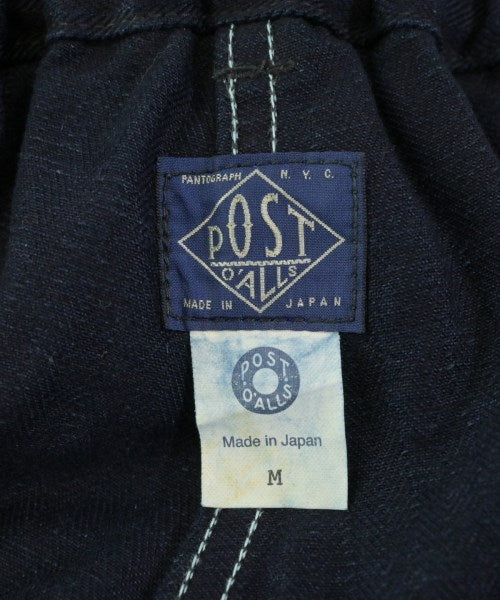 PANTOGRAPH N.Y.C.
POST
O'ALLS
MADE IN JAPAN
POST
O'ALLS
Made in Japan
M